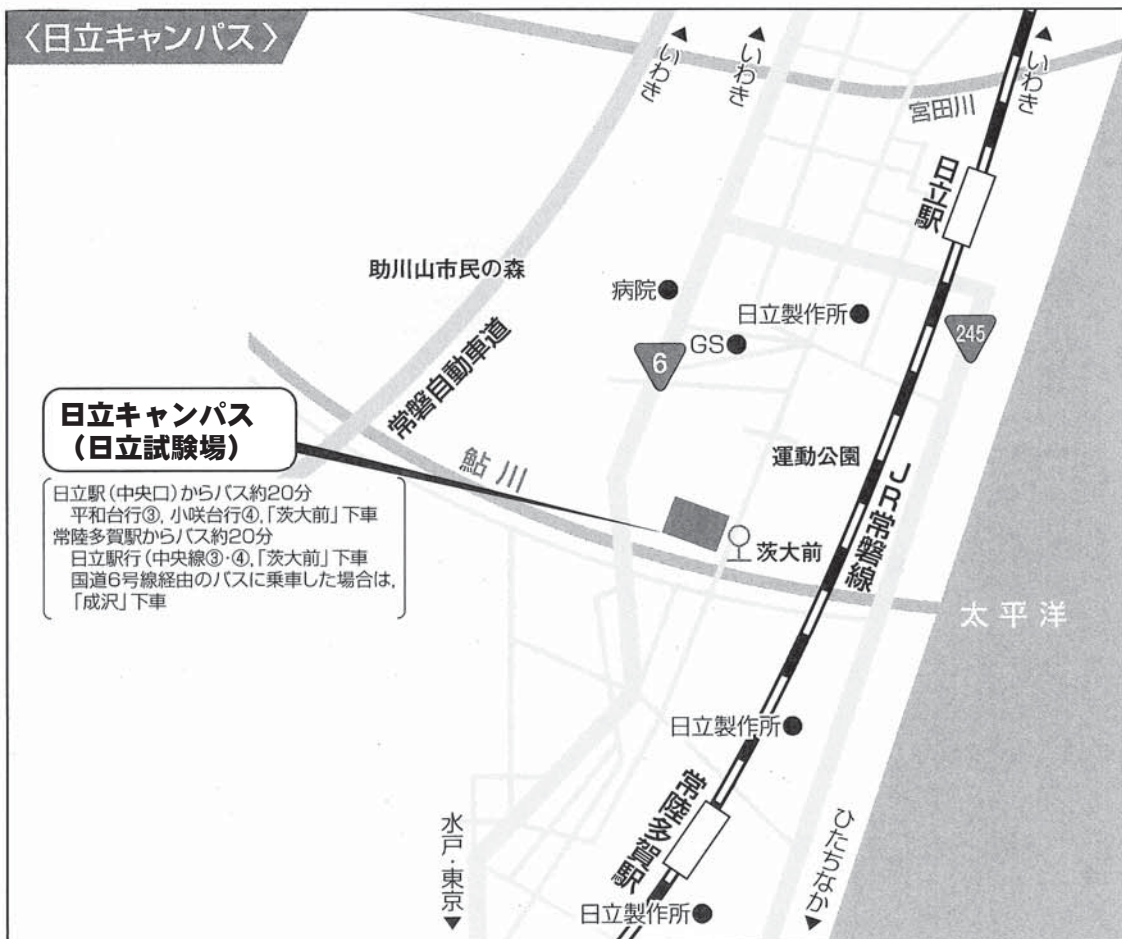 〈日立キャンパス〉
▲いわき
▲いわき
▲いわき
宮田川
日立駅
助川山市民の森
病院
日立製作所
245
GS
6
常磐自動車道
日立キャンパス
（日立試験場）
鮎川
運動公園
JR常磐線
日立駅（中央口）からバス約20分
平和台行③，小咲台行④，「茨大前」下車
常陸多賀駅からバス約20分
日立駅行（中央線③・④，「茨大前」下車
国道6号線経由のバスに乗車した場合は，
「成沢」下車
茨大前
太平洋
日立製作所
常陸多賀駅
水戸・東京▼
ひたちなか▼
日立製作所